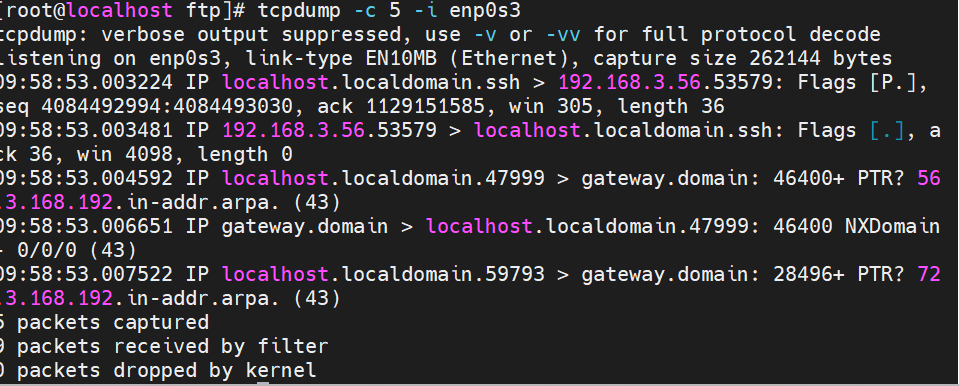 [root@localhost ftp]# tcpdump -c 5 -i enp0s3
tcpdump: verbose output suppressed, use -v or -vv for full protocol decode
listening on enp0s3, link-type EN10MB (Ethernet), capture size 262144 bytes
09:58:53.003224 IP localhost.localdomain.ssh > 192.168.3.56.53579: Flags [P.],
seq 4084492994:4084493030, ack 1129151585, win 305, length 36
09:58:53.003481 IP 192.168.3.56.53579 > localhost.localdomain.ssh: Flags [.], a
ck 36, win 4098, length 0
09:58:53.004592 IP localhost.localdomain.47999 > gateway.domain: 46400+ PTR? 56
.3.168.192.in-addr.arpa. (43)
09:58:53.006651 IP gateway.domain > localhost.localdomain.47999: 46400 NXDomain
- 0/0/0 (43)
09:58:53.007522 IP localhost.localdomain.59793 > gateway.domain: 28496+ PTR? 72
.3.168.192.in-addr.arpa. (43)
5 packets captured
9 packets received by filter
0 packets dropped by kernel